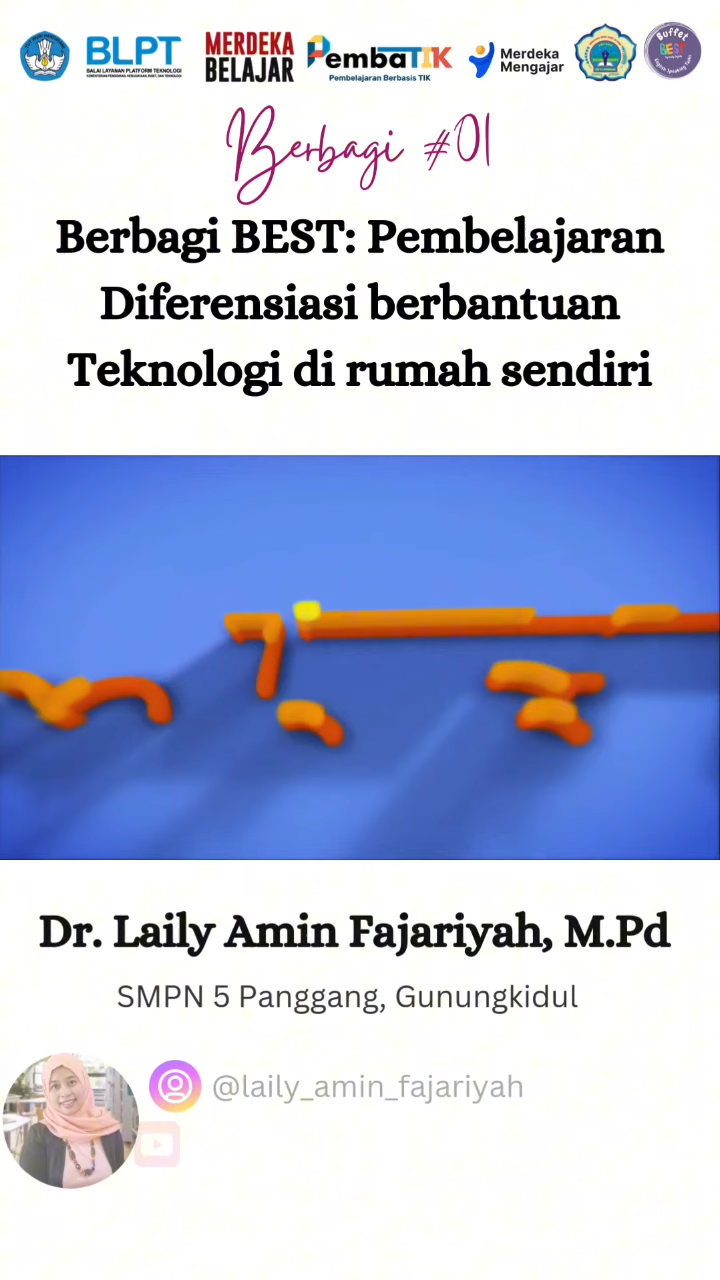 BLPT
BALAI LAYANAN PLATFORM TEKNOLOGI
MERDEKA
BELAJAR
PembaTIK
Pembelajaran Berbasis TIK
Merdeka
Mengajar
Buffet
BEST
Berbagi #01
Berbagi BEST: Pembelajaran
Diferensiasi berbantuan
Teknologi di rumah sendiri
Dr. Laily Amin Fajariyah, M.Pd
SMPN 5 Panggang, Gunungkidul
@laily_amin_fajariyah